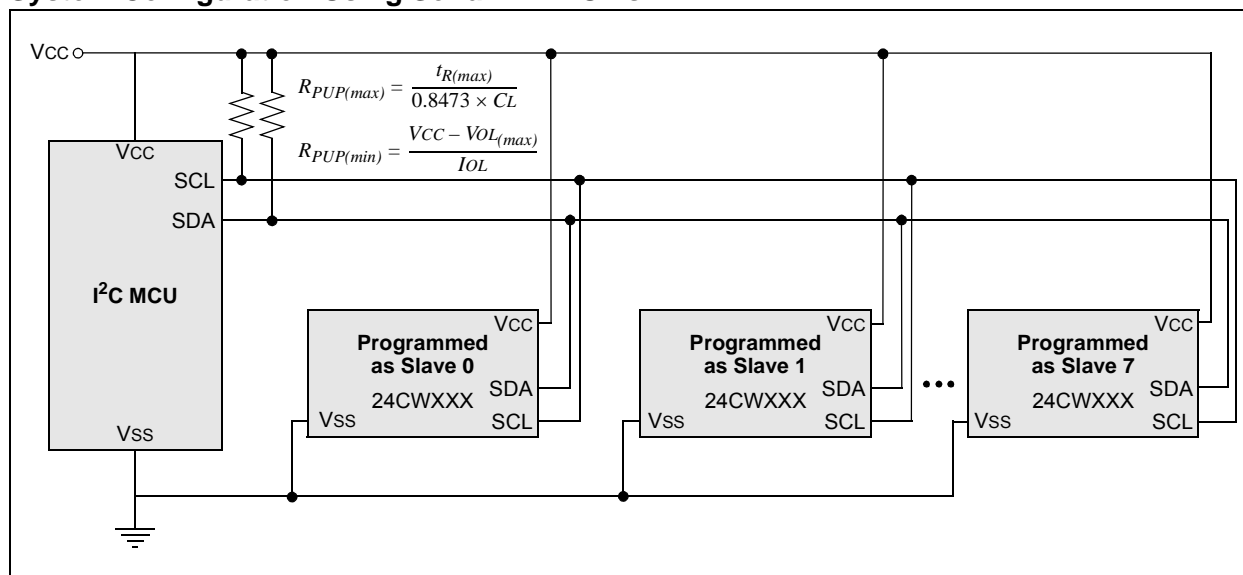 VCC
R_PUP(max) = t_R(max) / 0.8473 × CL
R_PUP(min) = VCC – VOL(max) / IOL
VCC
SCL
SDA
I²C MCU
VSS
VCC
Programmed
as Slave 0
SDA
24CWXXX
VSS
SCL
VCC
Programmed
as Slave 1
SDA
24CWXXX
VSS
SCL
VCC
Programmed
as Slave 7
SDA
24CWXXX
VSS
SCL